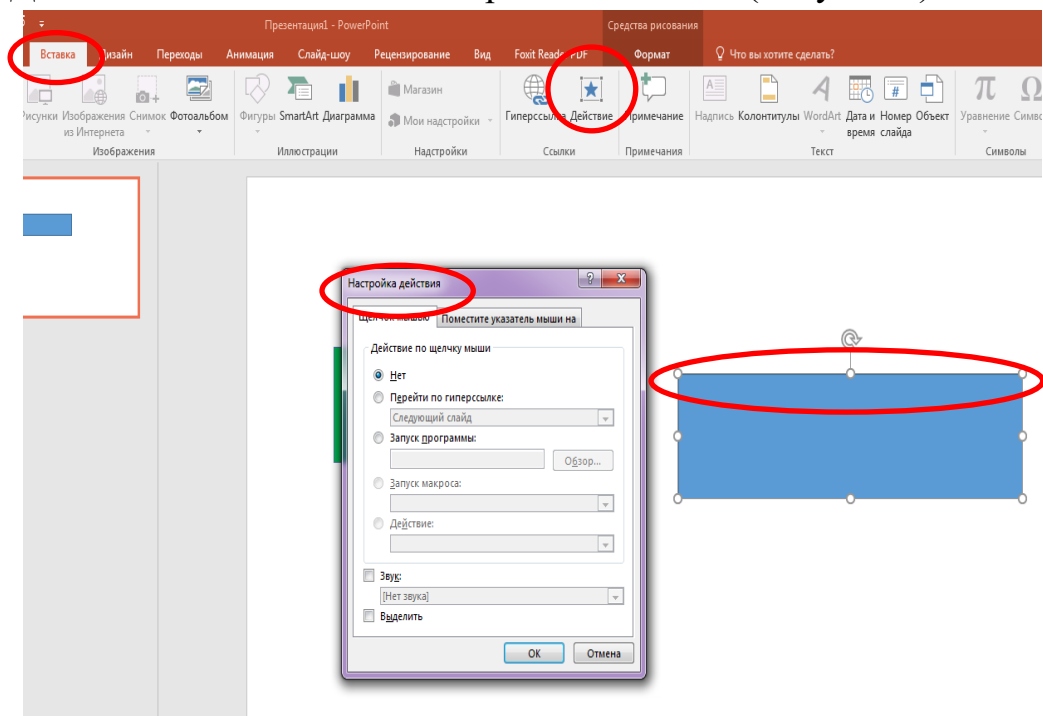 Презентация1 - PowerPoint
Средства рисования
Вставка Дизайн Переходы Анимация Слайд-шоу Рецензирование Вид Foxit Reader PDF Формат Что вы хотите сделать?
Магазин
Мои надстройки
Рисунки Изображения из Интернета Снимок Фотоальбом Фигуры SmartArt Диаграмма Гиперссылка Действие Примечание Надпись Колонтитулы WordArt Дата и время Номер слайда Объект Уравнение
Изображения Иллюстрации Надстройки Ссылки Примечания Текст Символы
Настройка действия
Щелчок мышью Поместите указатель мыши на
Действие по щелчку мыши
Нет
Перейти по гиперссылке:
Следующий слайд
Запуск программы:
Обзор...
Запуск макроса:
Действие:
Звук:
[Нет звука]
Выделить
ОК Отмена